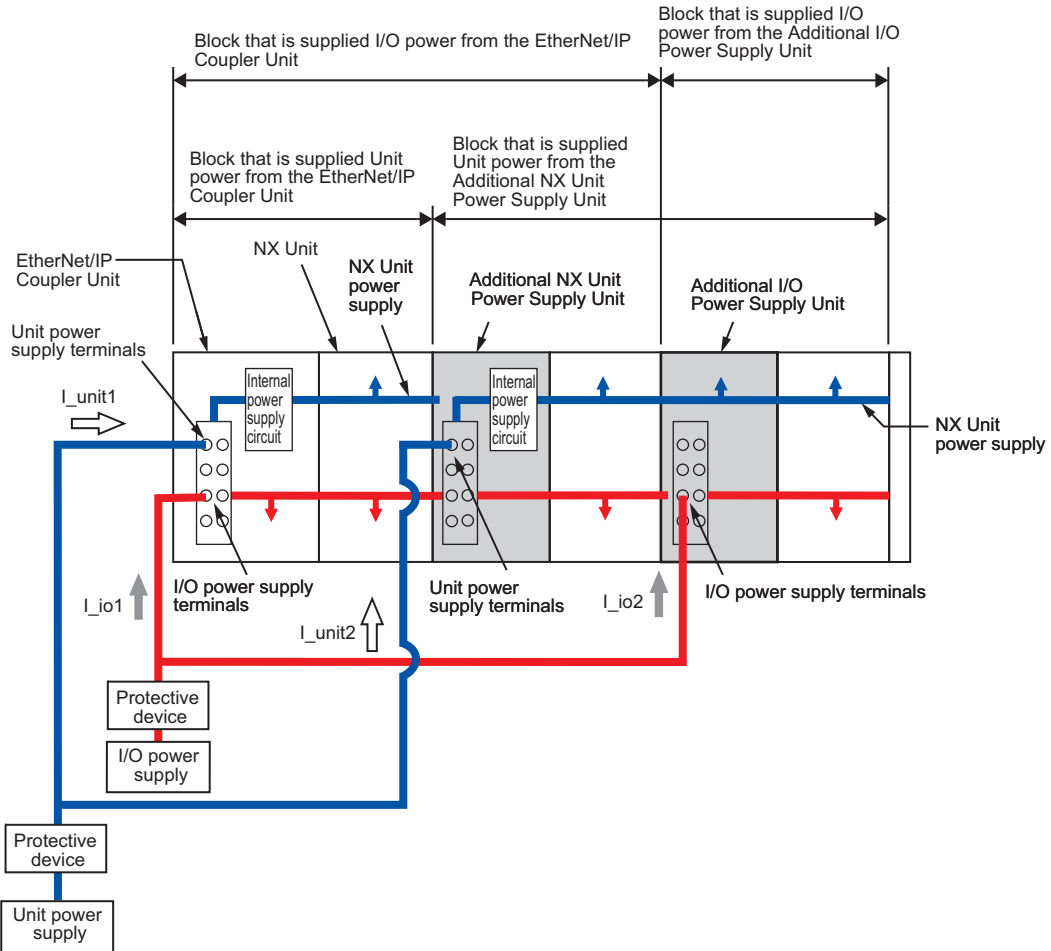 Block that is supplied I/O
power from the Additional I/O
Power Supply Unit
Block that is supplied I/O power from the EtherNet/IP
Coupler Unit
Block that is supplied
Unit power from the
Additional NX Unit
Power Supply Unit
Block that is supplied Unit
power from the EtherNet/IP
Coupler Unit
EtherNet/IP
Coupler Unit
NX Unit
NX Unit
power
supply
Additional NX Unit
Power Supply Unit
Additional I/O
Power Supply Unit
Unit power
supply terminals
I_unit1
Internal
power
supply
circuit
Internal
power
supply
circuit
NX Unit
power supply
I/O power supply
terminals
Unit power
supply terminals
I/O power supply terminals
I_io1
I_unit2
I_io2
Protective
device
I/O power
supply
Protective
device
Unit power
supply